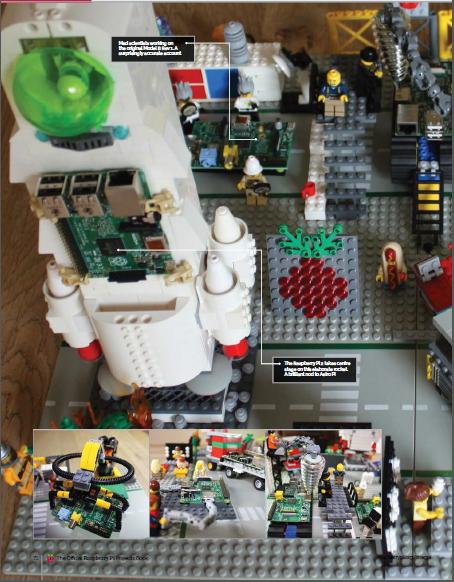 Mad scientists working on
the original Model B Rev 1. A
surprisingly accurate account
The Raspberry Pi 2 takes centre
stage on this elaborate rocket.
A brilliant nod to Astro Pi
The Official Raspberry Pi Projects Book